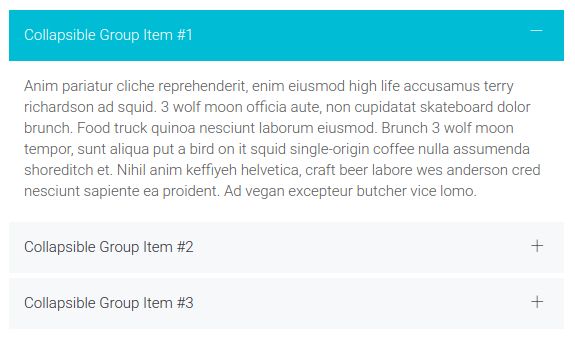 Collapsible Group Item #1
Anim pariatur cliche reprehenderit, enim eiusmod high life accusamus terry
richardson ad squid. 3 wolf moon officia aute, non cupidatat skateboard dolor
brunch. Food truck quinoa nesciunt laborum eiusmod. Brunch 3 wolf moon
tempor, sunt aliqua put a bird on it squid single-origin coffee nulla assumenda
shoreditch et. Nihil anim keffiyeh helvetica, craft beer labore wes anderson cred
nesciunt sapiente ea proident. Ad vegan excepteur butcher vice lomo.
Collapsible Group Item #2
Collapsible Group Item #3